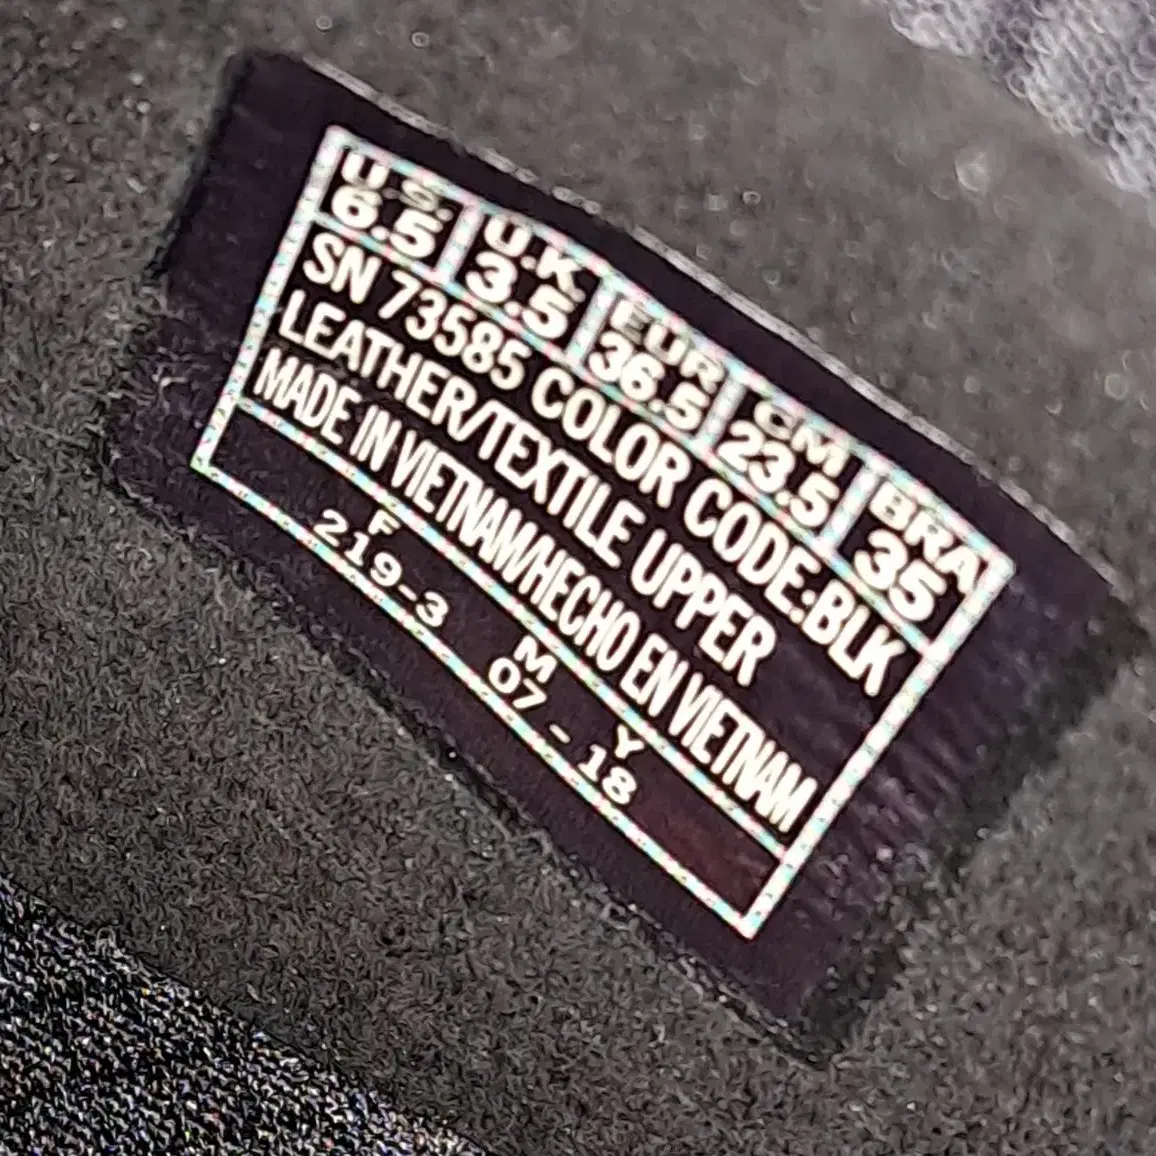 U.S. U.K. EUR CM BRA
6.5 3.5 36.5 23.5 35
SN 73585 COLOR CODE:BLK
LEATHER/TEXTILE UPPER
MADE IN VIETNAM/HECHO EN VIETNAM
F M Y
219-3 07-18